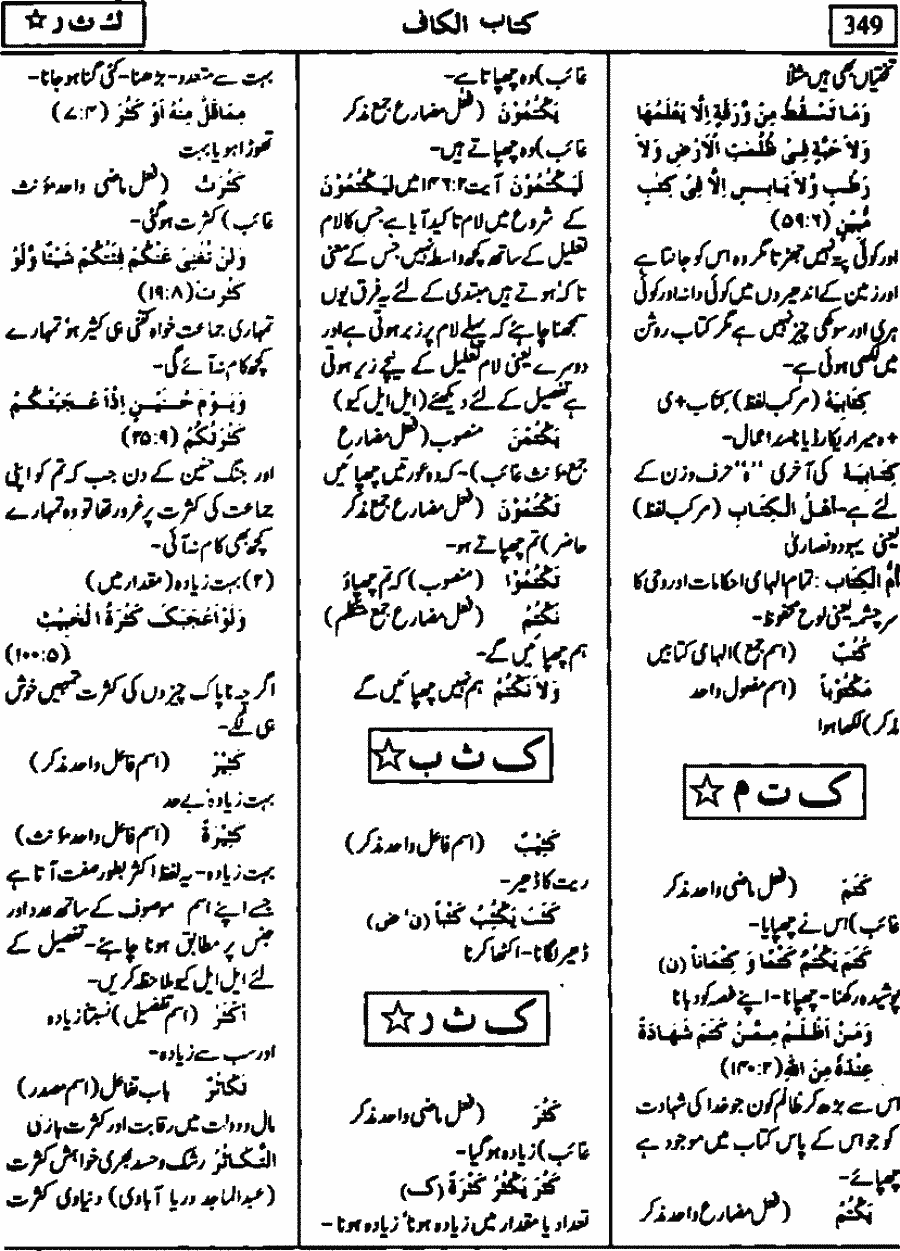 349
کتاب الکاف
ك ث ر ☆
تختیاں بھی ہیں مثلاً
وَمَا تَسْقُطُ مِنْ وَّرَقَةٍ اِلَّا یَعْلَمُهَا
وَلَا حَبَّةٍ فِیْ ظُلُمٰتِ الْاَرْضِ وَلَا
رَطْبٍ وَّلَا یَابِسٍ اِلَّا فِیْ کِتٰبٍ
مُّبِیْنٍ (۵۹:۶)
اور کوئی پتہ نہیں جھڑتا مگر وہ اس کو جانتا ہے
اور زمین کے اندھیروں میں کوئی دانہ اور کوئی
ہری اور سوکھی چیز نہیں ہے مگر کتاب روشن
میں لکھی ہوئی ہے-
کِتَابِیَهْ (مرکب لفظ) کِتَاب+ی
+ہ میرا ریکارڈ یا نامہ اعمال-
کِتَابِیَهْ کی آخری "ہ" حرف وزن کے
لئے ہے-اَهْلُ الْکِتَابِ (مرکب لفظ)
یعنی یہود و نصاریٰ
اُمُّ الْکِتَاب : تمام الہامی احکامات اور وحی کا
سرچشمہ یعنی لوح محفوظ-
کُتُبٌ (اسم جمع) الہامی کتابیں
مَکْتُوْباً (اسم مفعول واحد
مذکر) لکھا ہوا
ک ت م ☆
کَتَمَ (فعل ماضی واحد مذکر
غائب) اس نے چھپایا-
کَتَمَ یَکْتُمُ کَتْمًا وَ کِتْمَاناً (ن)
پوشیدہ رکھنا - چھپانا - اپنے غصہ کو دبانا
وَمَنْ اَظْلَمُ مِمَّنْ کَتَمَ شَهَادَةً
عِنْدَهٗ مِنَ اللّٰهِ (۱۴۰:۲)
اس سے بڑھ کر ظالم کون جو خدا کی شہادت
کو جو اس کے پاس کتاب میں موجود ہے
چھپائے-
یَکْتُمُ (فعل مضارع واحد مذکر
غائب) وہ چھپاتا ہے-
یَکْتُمُوْنَ (فعل مضارع جمع مذکر
غائب) وہ چھپاتے ہیں-
لَیَکْتُمُوْنَ آیت ۱۴۶:۲ میں لَیَکْتُمُوْنَ
کے شروع میں لام تاکید آیا ہے جس کا لام
تعلیل کے ساتھ کچھ واسطہ نہیں جس کے معنی
تاکہ ہوتے ہیں مبتدی کے لئے یہ فرق یوں
سمجھنا چاہئے کہ پہلے لام پر زبر ہوتی ہے اور
دوسرے یعنی لام تعلیل کے نیچے زیر ہوتی
ہے تفصیل کے لئے دیکھئے (ایل ایل کیو)
یَکْتُمْنَ منصوب (فعل مضارع
جمع مؤنث غائب) - کہ وہ عورتیں چھپائیں
تَکْتُمُوْنَ (فعل مضارع جمع مذکر
حاضر) تم چھپاتے ہو-
تَکْتُمُوْا (منصوب) کہ تم چھپاؤ
نَکْتُمُ (فعل مضارع جمع متکلم)
ہم چھپائیں گے-
وَلَا نَکْتُمُ ہم نہیں چھپائیں گے
ک ث ب ☆
کَثِیْبٌ (اسم فاعل واحد مذکر)
ریت کا ڈھیر-
کَثَبَ یَکْثِبُ کَثْباً (ن، ض)
ڈھیر لگانا - اکٹھا کرنا
ک ث ر ☆
کَثُرَ (فعل ماضی واحد مذکر
غائب) زیادہ ہو گیا-
کَثُرَ یَکْثُرُ کَثْرَةً (ک)
تعداد یا مقدار میں زیادہ ہونا، زیادہ ہونا -
بہت سے متعدد - بڑھنا - کئی گنا ہو جانا-
مِمَّا قَلَّ مِنْهُ اَوْ کَثُرَ (۷:۴)
تھوڑا ہو یا بہت
کَثُرَتْ (فعل ماضی واحد مؤنث
غائب) کثرت ہو گئی-
وَلَنْ تُغْنِیَ عَنْکُمْ فِئَتُکُمْ شَیْئًا وَّلَوْ
کَثُرَتْ (۱۹:۸)
تمہاری جماعت خواہ کتنی ہی کثیر ہو تمہارے
کچھ کام نہ آئے گی-
وَیَوْمَ حُنَیْنٍ اِذْ اَعْجَبَتْکُمْ
کَثْرَتُکُمْ (۲۵:۹)
اور جنگ حنین کے دن جب کہ تم کو اپنی
جماعت کی کثرت پر غرور تھا تو وہ تمہارے
کچھ بھی کام نہ آئی-
(۲) بہت زیادہ (مقدار میں)
وَلَوْ اَعْجَبَکَ کَثْرَةُ الْخَبِیْثِ
(۱۰۰:۵)
اگرچہ ناپاک چیزوں کی کثرت تمہیں خوش
ہی لگے-
کَثِیْرٌ (اسم فاعل واحد مذکر)
بہت زیادہ، بے حد
کَثِیْرَةً (اسم فاعل واحد مؤنث)
بہت زیادہ - یہ لفظ اکثر بطور صفت آتا ہے
جسے اپنے اسم موصوف کے ساتھ عدد اور
جنس پر مطابق ہونا چاہئے - تفصیل کے
لئے ایل ایل کیو ملاحظہ کریں-
اَکْثَرُ (اسم تفضیل) نسبتاً زیادہ
اور سب سے زیادہ-
تَکَاثُرٌ باب تفاعل (اسم مصدر)
مال و دولت میں رقابت اور کثرت بازی
التَّکَاثُرُ رشک و حسد بھری خواہش کثرت
(عبدالماجد دریا آبادی) دنیاوی کثرت